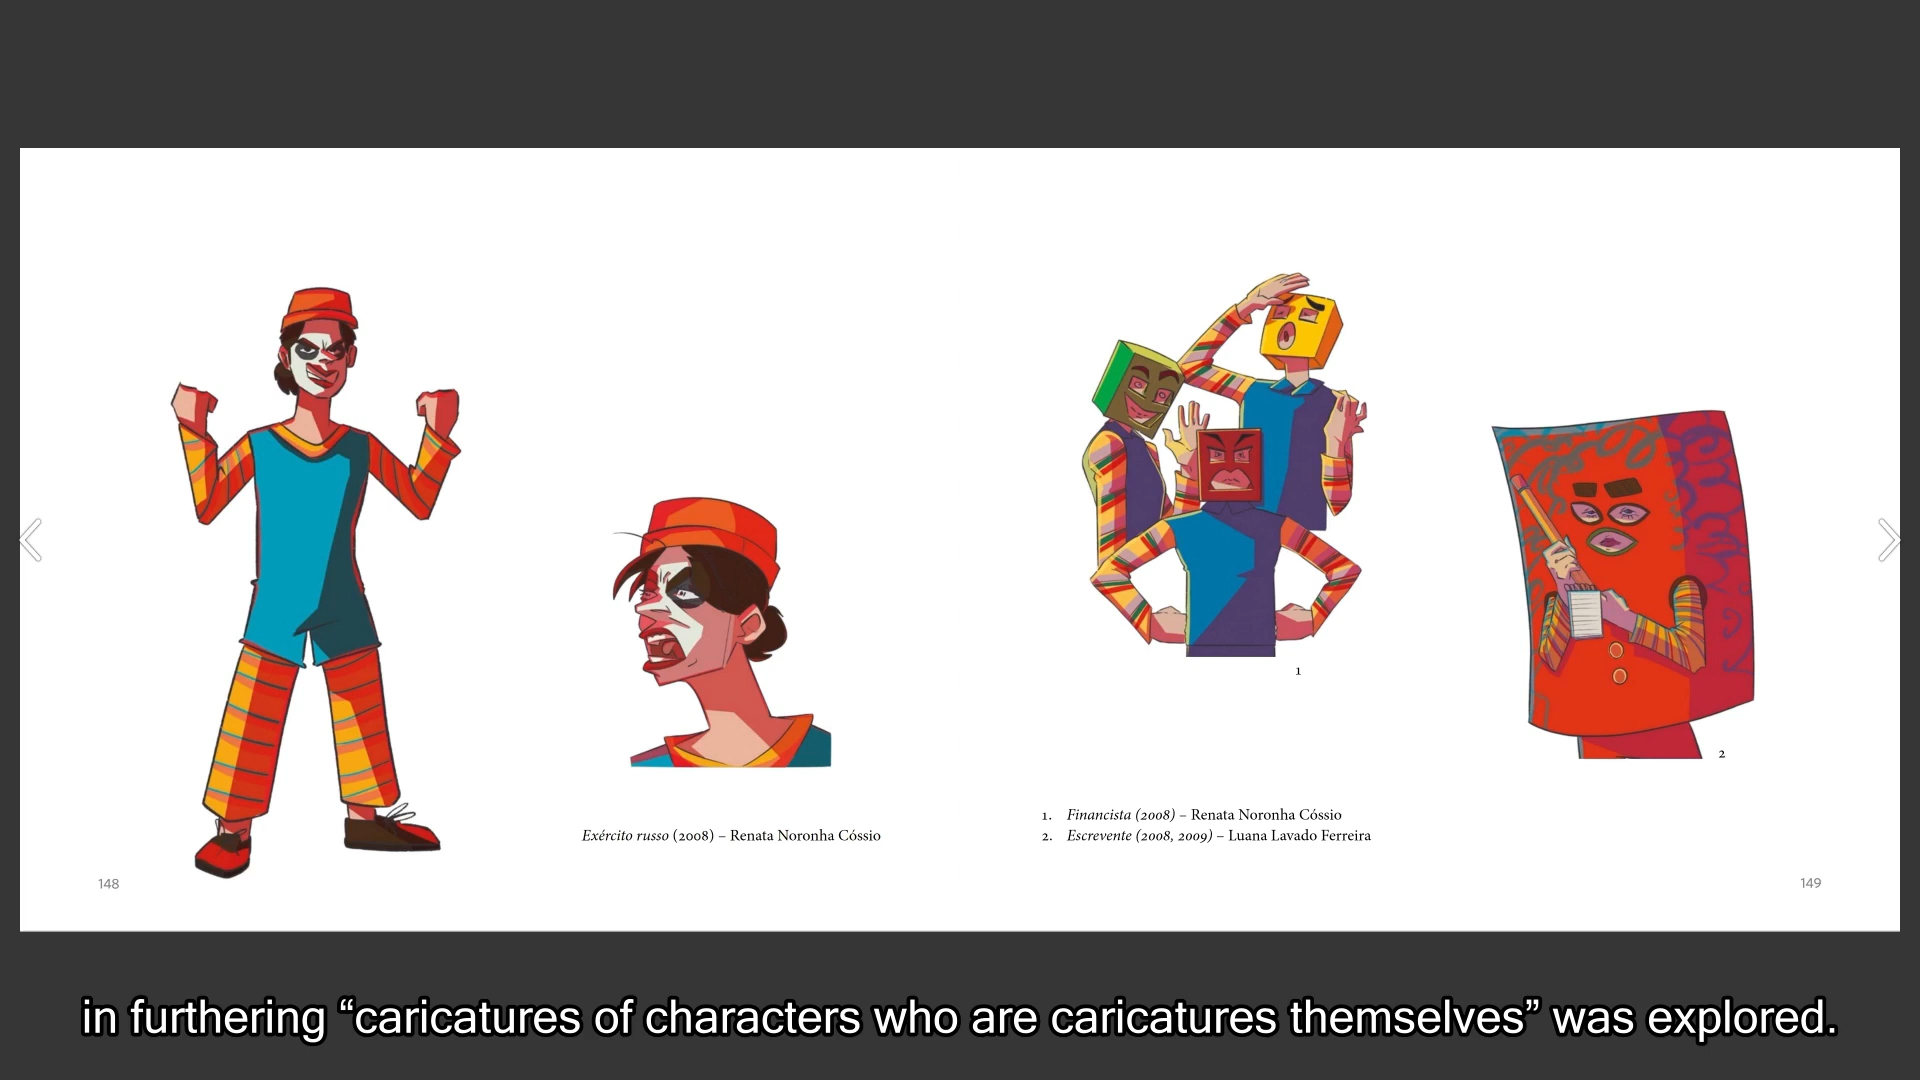 1
2
Exército russo (2008) – Renata Noronha Cóssio
1. Financista (2008) – Renata Noronha Cóssio
2. Escrevente (2008, 2009) – Luana Lavado Ferreira
148
149
in furthering “caricatures of characters who are caricatures themselves” was explored.